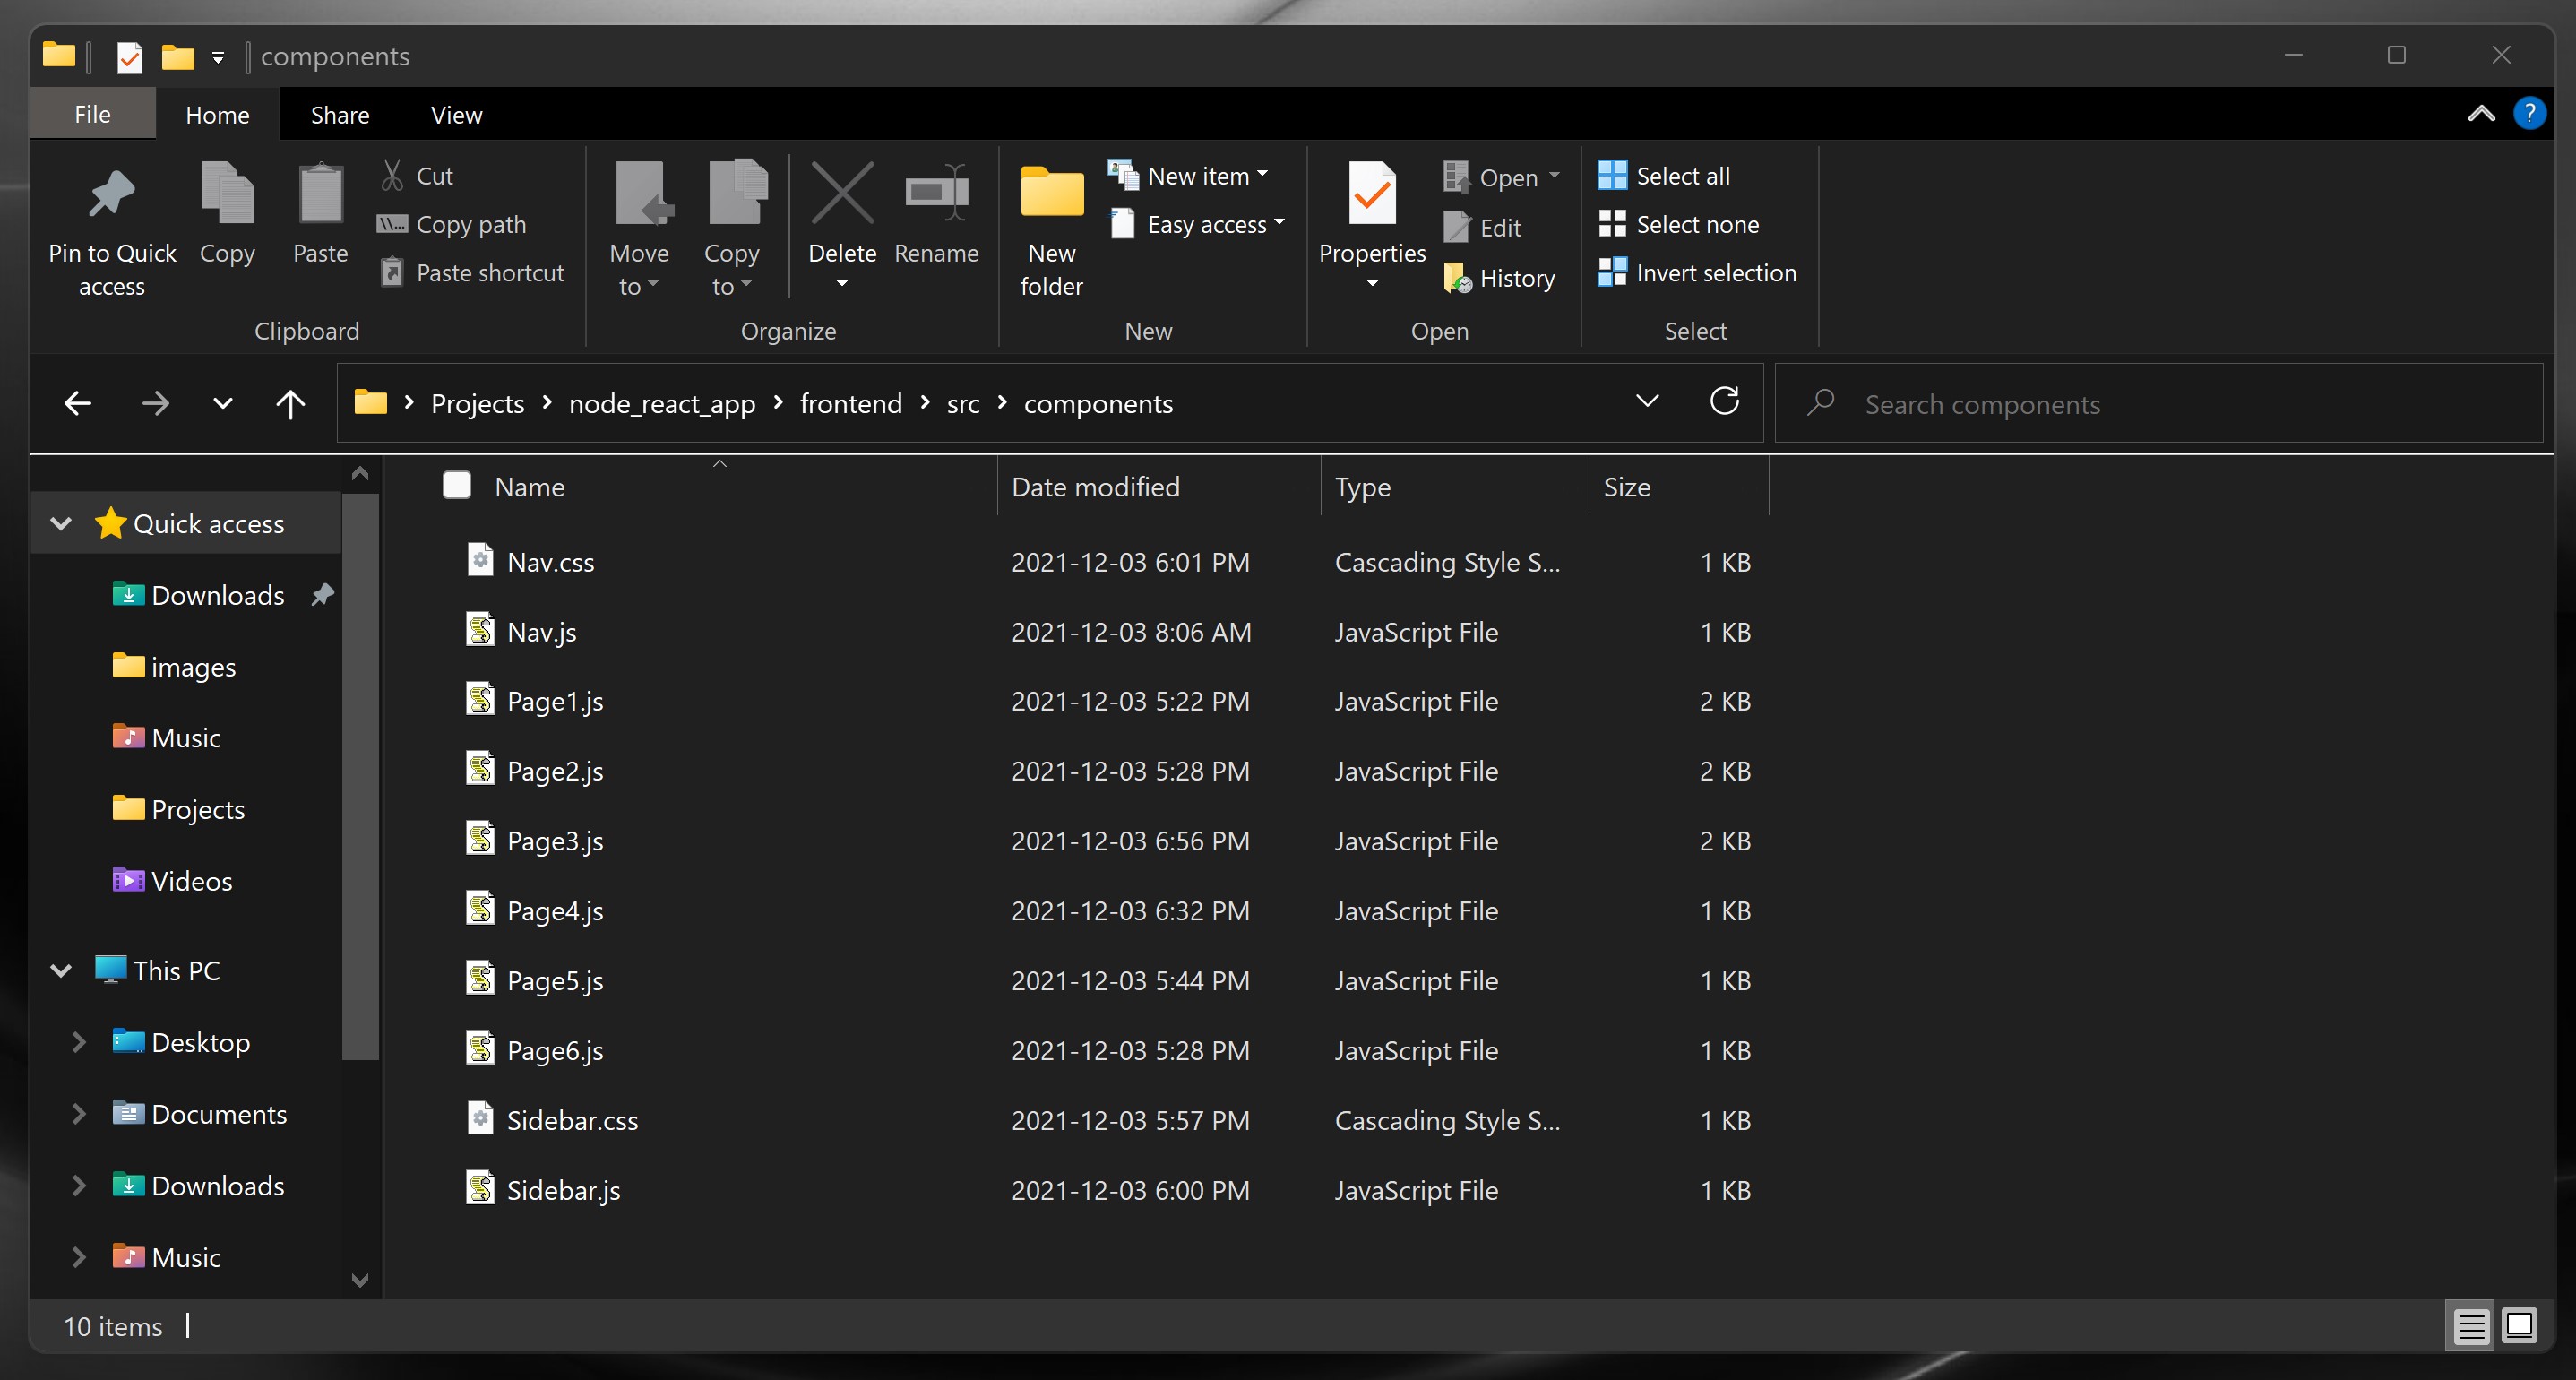 components
File Home Share View
Pin to Quick access
Copy
Paste
Cut
Copy path
Paste shortcut
Clipboard
Move to
Copy to
Delete
Rename
Organize
New folder
New item
Easy access
New
Properties
Open
Edit
History
Open
Select all
Select none
Invert selection
Select
Projects node_react_app frontend src components
Search components
Quick access
Downloads
images
Music
Projects
Videos
This PC
Desktop
Documents
Downloads
Music
Name Date modified Type Size
Nav.css 2021-12-03 6:01 PM Cascading Style S... 1 KB
Nav.js 2021-12-03 8:06 AM JavaScript File 1 KB
Page1.js 2021-12-03 5:22 PM JavaScript File 2 KB
Page2.js 2021-12-03 5:28 PM JavaScript File 2 KB
Page3.js 2021-12-03 6:56 PM JavaScript File 2 KB
Page4.js 2021-12-03 6:32 PM JavaScript File 1 KB
Page5.js 2021-12-03 5:44 PM JavaScript File 1 KB
Page6.js 2021-12-03 5:28 PM JavaScript File 1 KB
Sidebar.css 2021-12-03 5:57 PM Cascading Style S... 1 KB
Sidebar.js 2021-12-03 6:00 PM JavaScript File 1 KB
10 items